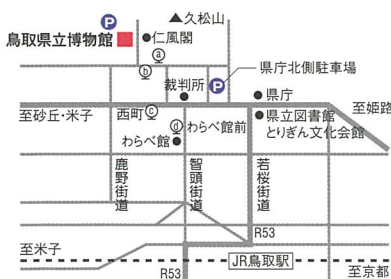 P
▲久松山
鳥取県立博物館
仁風閣
a
b
裁判所
P
県庁北側駐車場
県庁
至姫路
至砂丘・米子
西町
c
d
わらべ館前
わらべ館
県立図書館
とりぎん文化会館
鹿野街道
智頭街道
若桜街道
R53
至米子
JR鳥取駅
R53
至京都